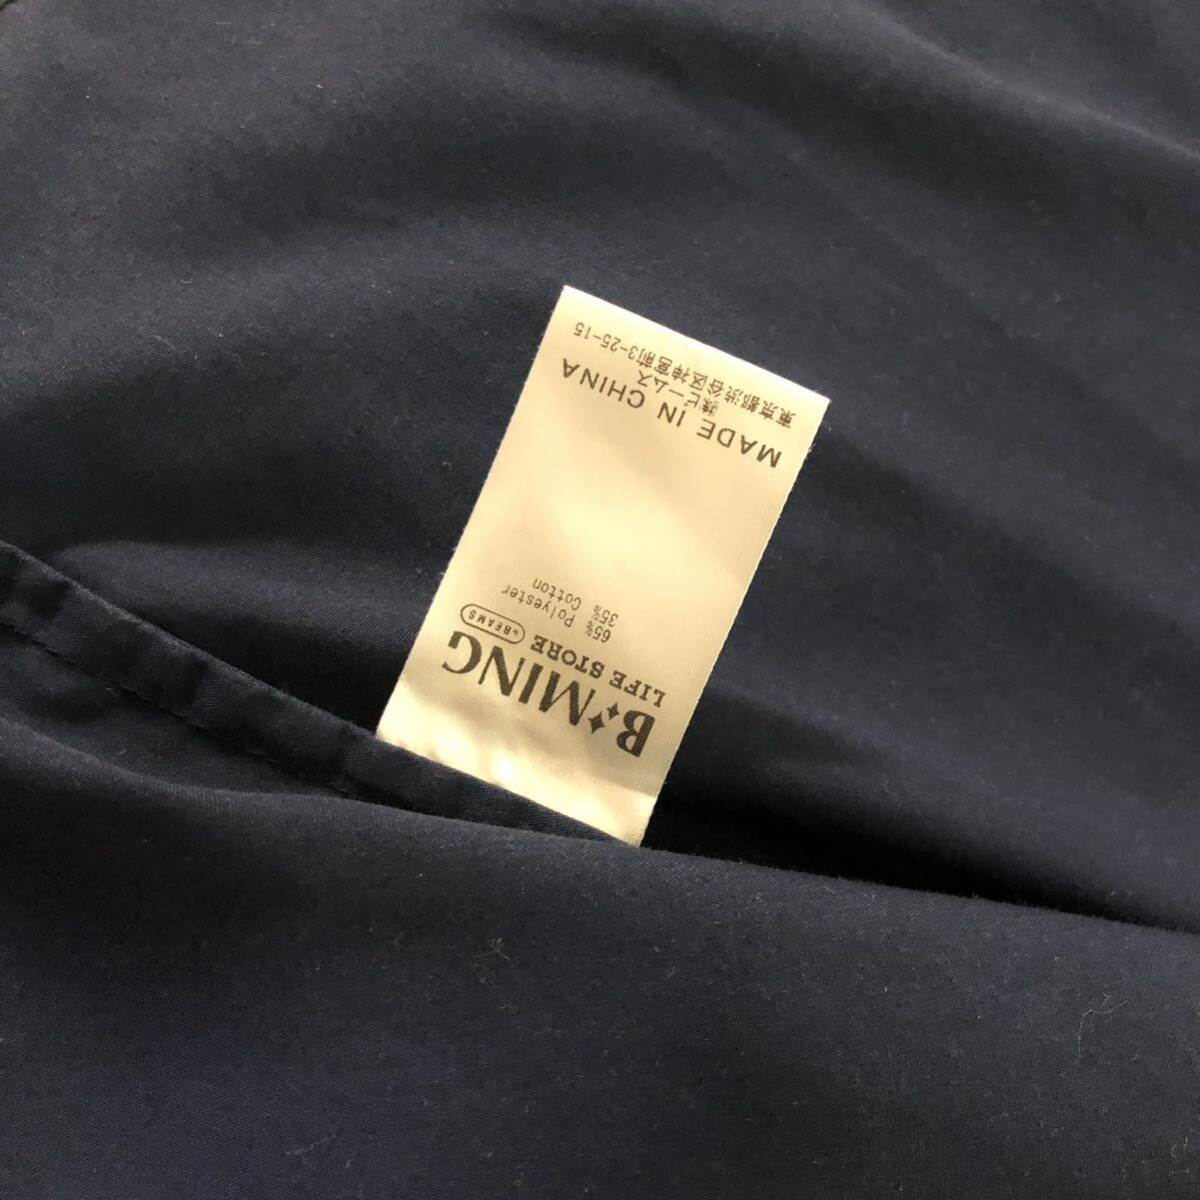 B✦MING
LIFE STORE by BEAMS
65% Polyester
35% Cotton
MADE IN CHINA
㈱ビームス
東京都渋谷区神宮前3-25-15